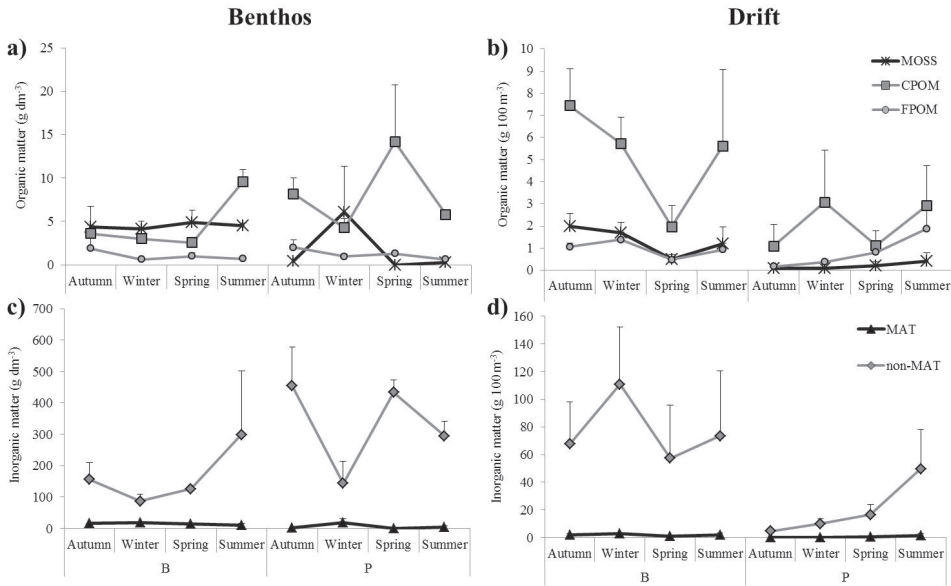 Benthos
Drift
a)
25
20
15
10
5
0
Organic matter (g dm-3)
Autumn Winter Spring Summer Autumn Winter Spring Summer
b)
10
9
8
7
6
5
4
3
2
1
0
Organic matter (g 100 m-3)
MOSS
CPOM
FPOM
Autumn Winter Spring Summer Autumn Winter Spring Summer
c)
700
600
500
400
300
200
100
0
Inorganic matter (g dm-3)
Autumn Winter Spring Summer Autumn Winter Spring Summer
B P
d)
160
140
120
100
80
60
40
20
0
Inorganic matter (g 100 m-3)
MAT
non-MAT
Autumn Winter Spring Summer Autumn Winter Spring Summer
B P